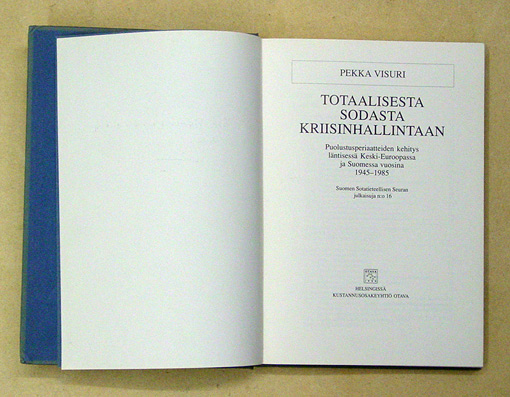 PEKKA VISURI
TOTAALISESTA
SODASTA
KRIISINHALLINTAAN
Puolustusperiaatteiden kehitys
läntisessä Keski-Euroopassa
ja Suomessa vuosina
1945–1985
Suomen Sotatieteellisen Seuran
julkaisuja n:o 16
HELSINGISSÄ
KUSTANNUSOSAKEYHTIÖ OTAVA